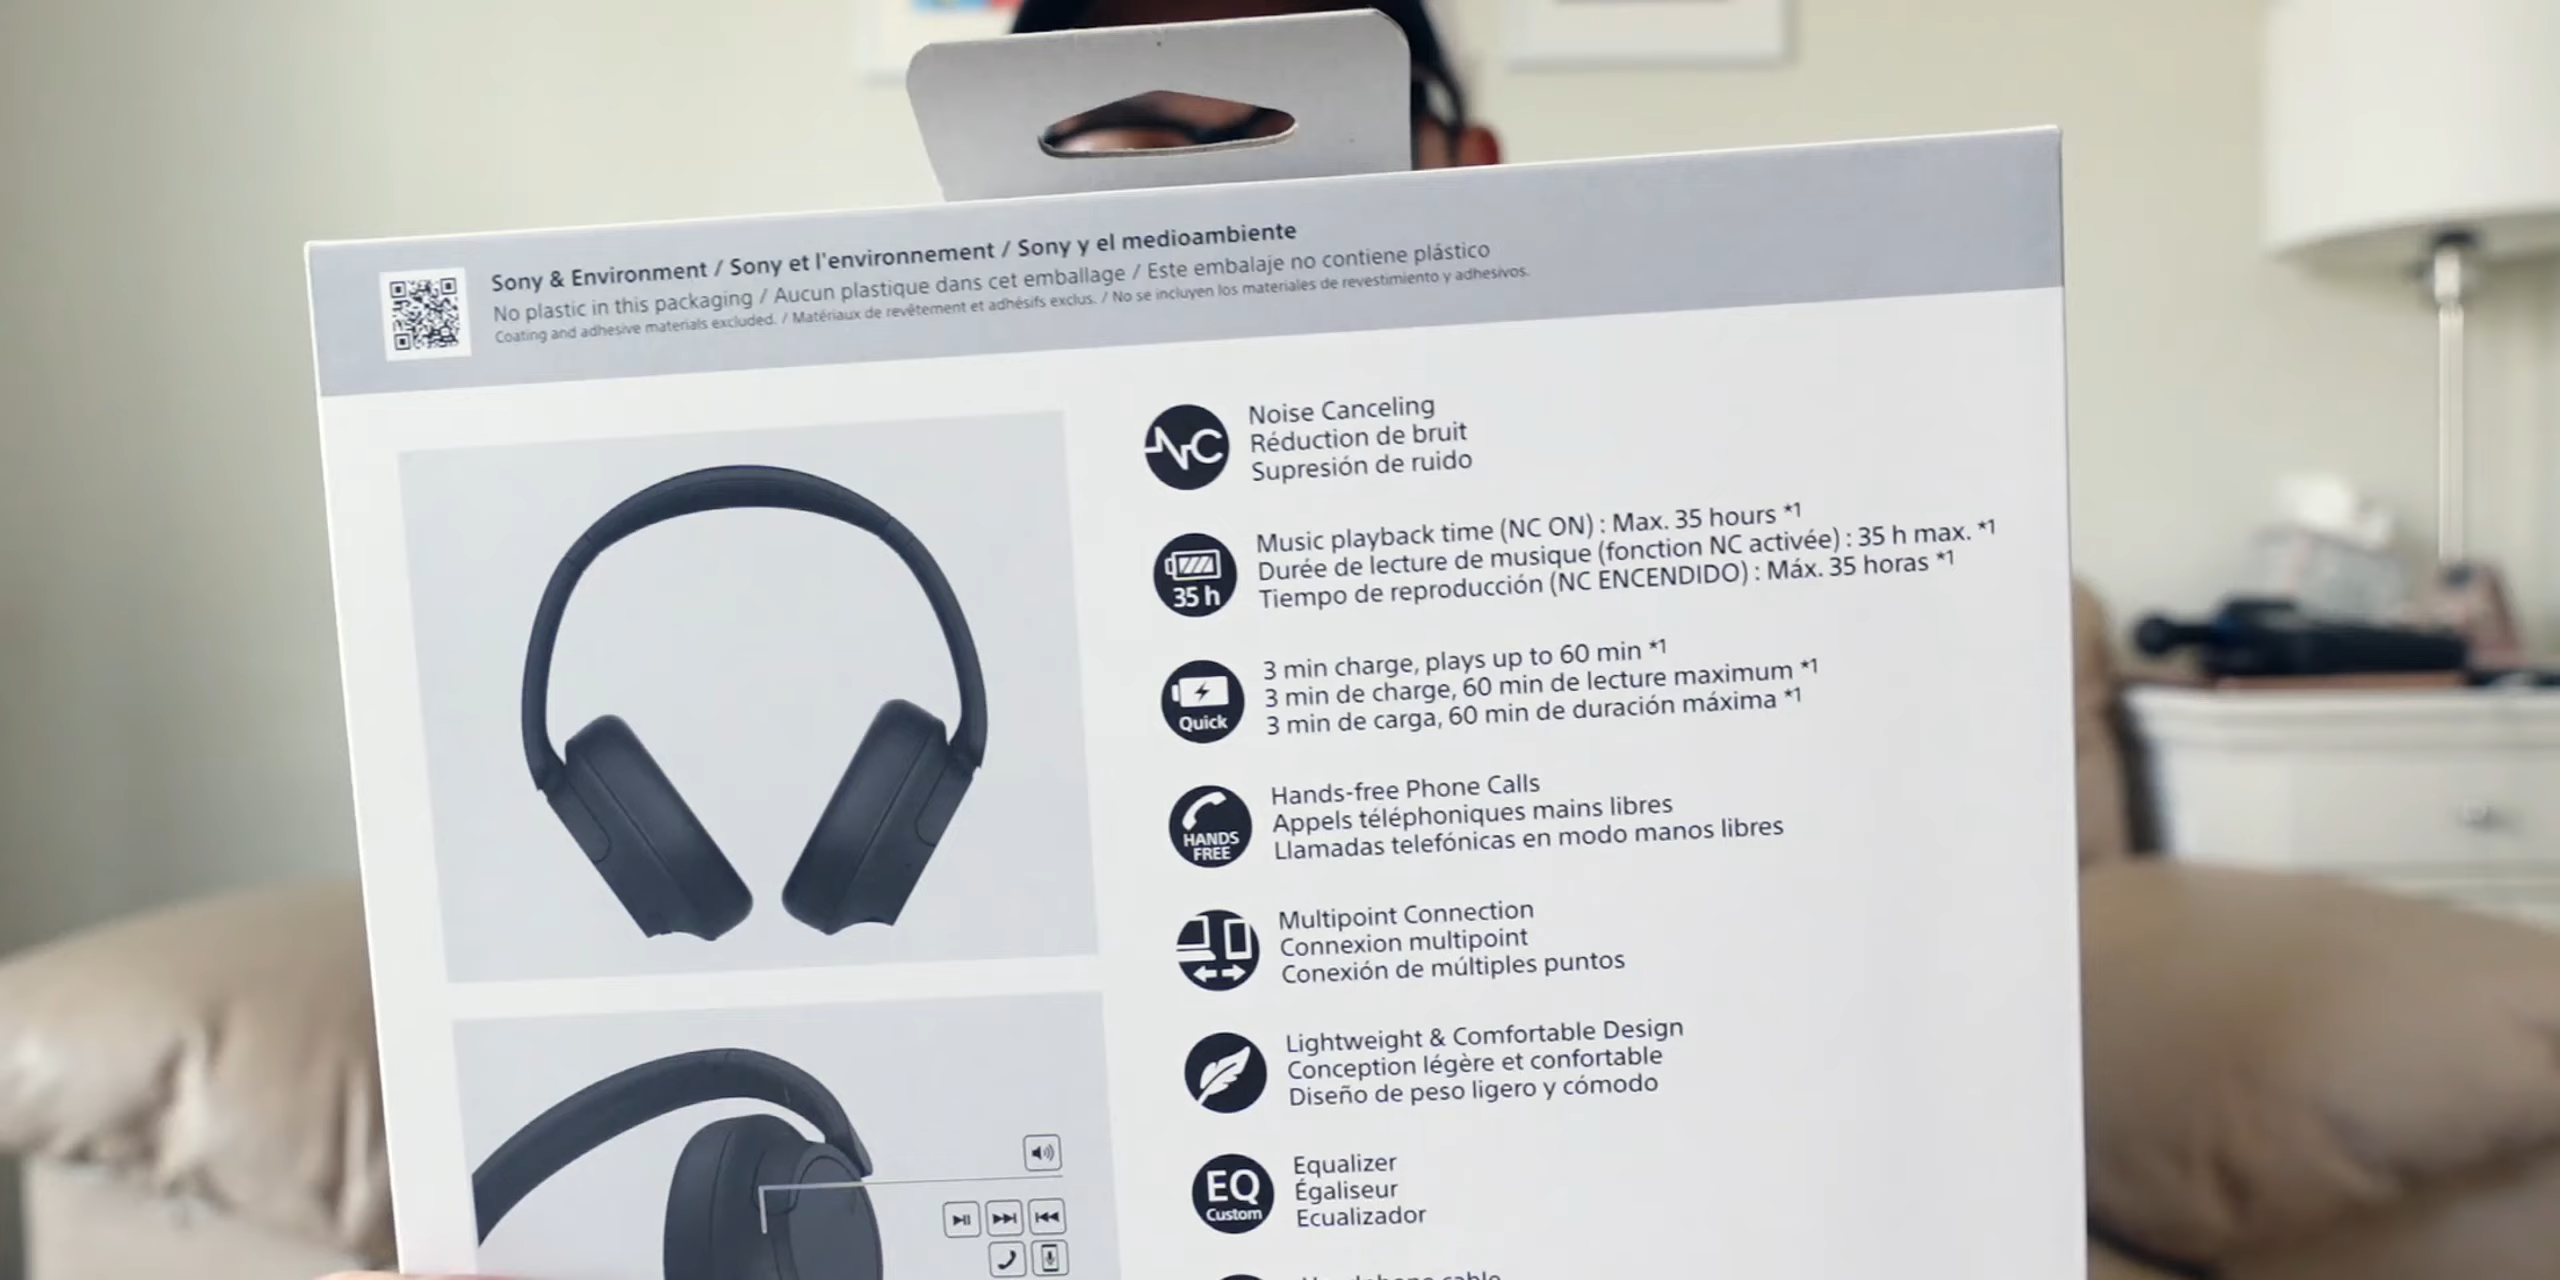 Sony & Environment / Sony et l'environnement / Sony y el medioambiente
No plastic in this packaging / Aucun plastique dans cet emballage / Este embalaje no contiene plástico
Coating and adhesive materials excluded. / Matériaux de revêtement et adhésifs exclus. / No se incluyen los materiales de revestimiento y adhesivos.
NC
Noise Canceling
Réduction de bruit
Supresión de ruido
35 h
Music playback time (NC ON) : Max. 35 hours *1
Durée de lecture de musique (fonction NC activée) : 35 h max. *1
Tiempo de reproducción (NC ENCENDIDO) : Máx. 35 horas *1
Quick
3 min charge, plays up to 60 min *1
3 min de charge, 60 min de lecture maximum *1
3 min de carga, 60 min de duración máxima *1
HANDS
FREE
Hands-free Phone Calls
Appels téléphoniques mains libres
Llamadas telefónicas en modo manos libres
Multipoint Connection
Connexion multipoint
Conexión de múltiples puntos
Lightweight & Comfortable Design
Conception légère et confortable
Diseño de peso ligero y cómodo
EQ
Custom
Equalizer
Égaliseur
Ecualizador